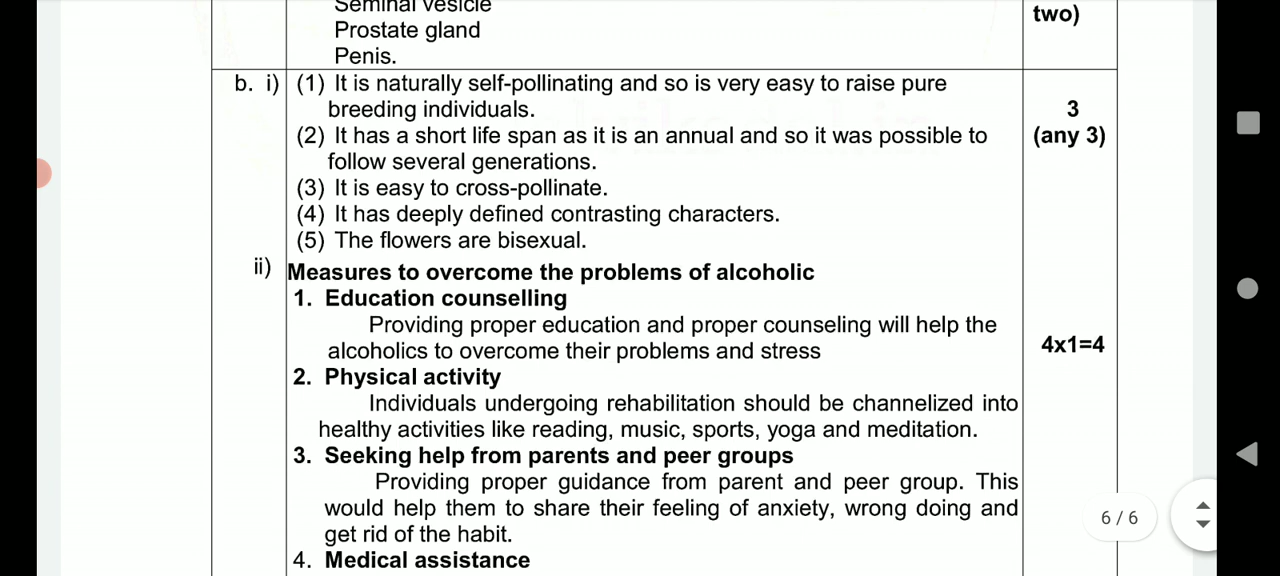 Seminal vesicle
Prostate gland
Penis.
two)
b. i) (1) It is naturally self-pollinating and so is very easy to raise pure
breeding individuals.
(2) It has a short life span as it is an annual and so it was possible to
follow several generations.
(3) It is easy to cross-pollinate.
(4) It has deeply defined contrasting characters.
(5) The flowers are bisexual.
3
(any 3)
ii) Measures to overcome the problems of alcoholic
1. Education counselling
Providing proper education and proper counseling will help the
alcoholics to overcome their problems and stress
2. Physical activity
Individuals undergoing rehabilitation should be channelized into
healthy activities like reading, music, sports, yoga and meditation.
3. Seeking help from parents and peer groups
Providing proper guidance from parent and peer group. This
would help them to share their feeling of anxiety, wrong doing and
get rid of the habit.
4. Medical assistance
4x1=4
6 / 6